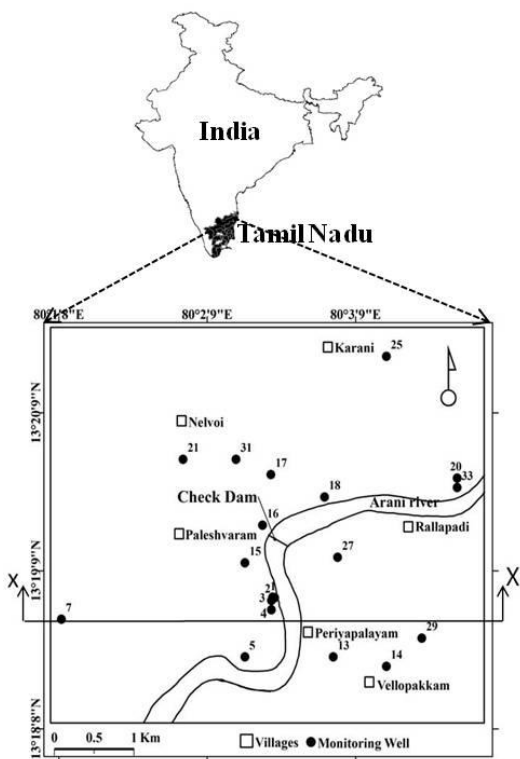 India
Tamil Nadu
80°1'8"E 80°2'9"E 80°3'9"E
Karani
25
13°20'9"N
Nelvoi
21
31
17
20
33
18
Check Dam
Arani river
16
Paleshvaram
Rallapadi
15
27
13°19'9"N
X X
21
3
4
7
Periyapalayam
29
5
13
14
Vellopakkam
13°18'8"N
0 0.5 1 Km
Villages Monitoring Well